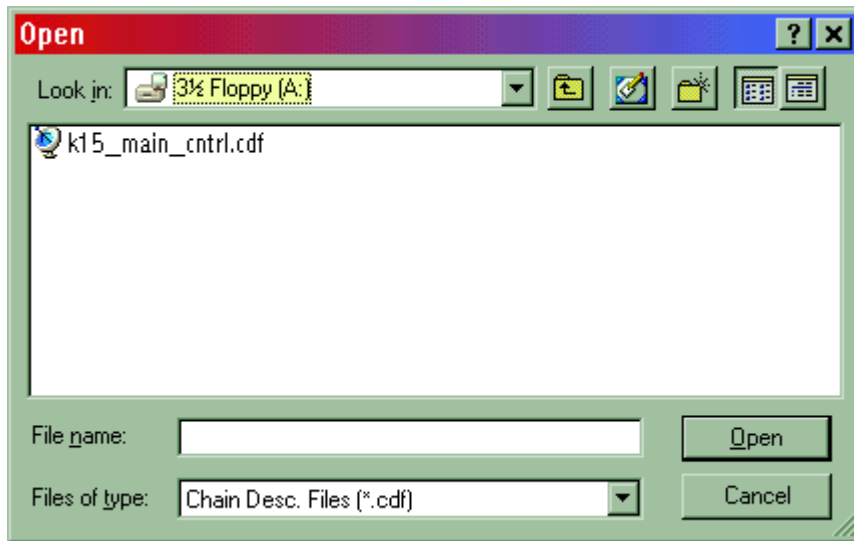 Open
Look in: 3½ Floppy (A:)
k15_main_cntrl.cdf
File name: Open
Files of type: Chain Desc. Files (*.cdf) Cancel